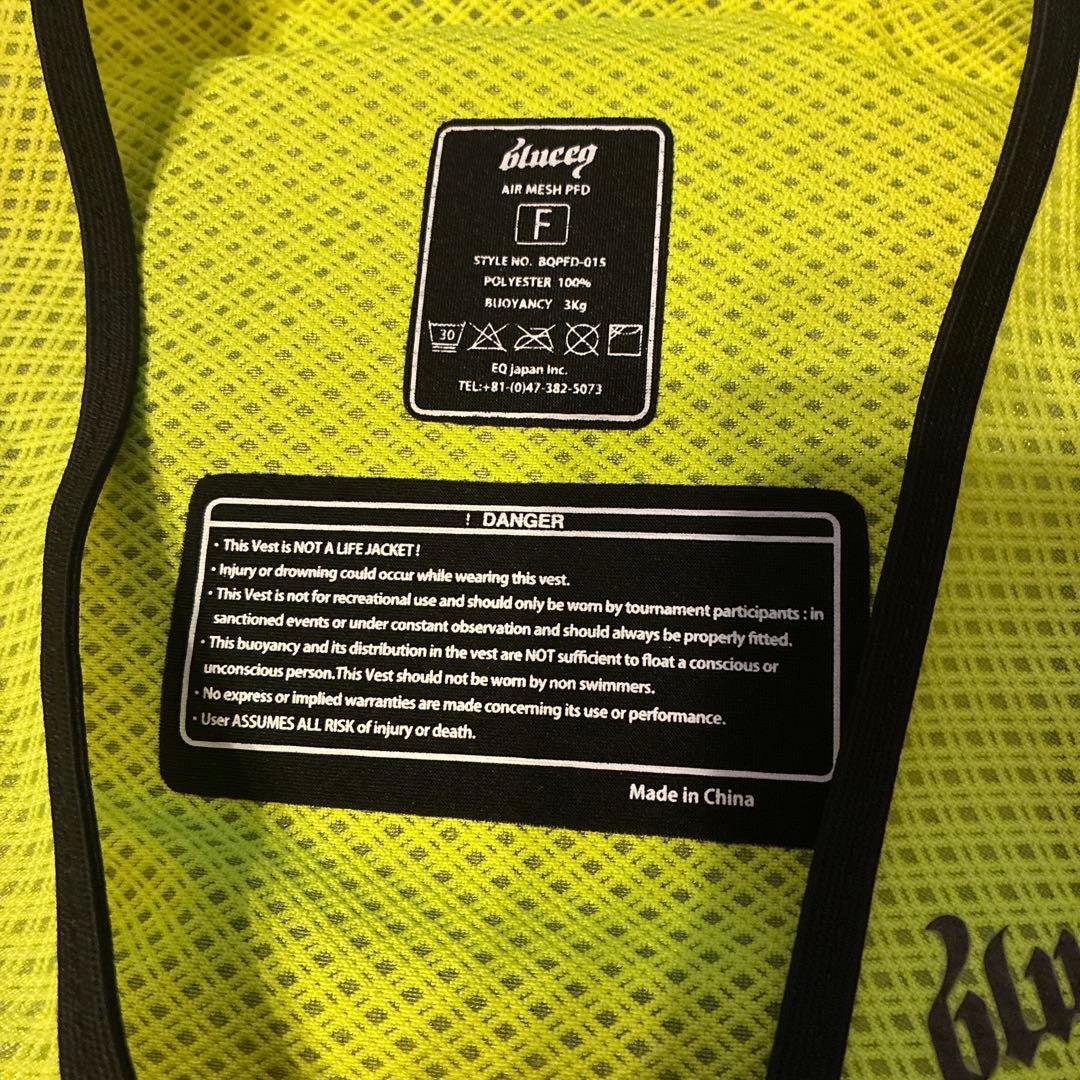 blueeq
AIR MESH PFD
F
STYLE NO. BQPFD-015
POLYESTER 100%
BUOYANCY 3Kg
30
EQ japan Inc.
TEL:+81-(0)47-382-5073
! DANGER
・This Vest is NOT A LIFE JACKET!
・Injury or drowning could occur while wearing this vest.
・This Vest is not for recreational use and should only be worn by tournament participants : in
sanctioned events or under constant observation and should always be properly fitted.
・This buoyancy and its distribution in the vest are NOT sufficient to float a conscious or
unconscious person.This Vest should not be worn by non swimmers.
・No express or implied warranties are made concerning its use or performance.
・User ASSUMES ALL RISK of injury or death.
Made in China
blu